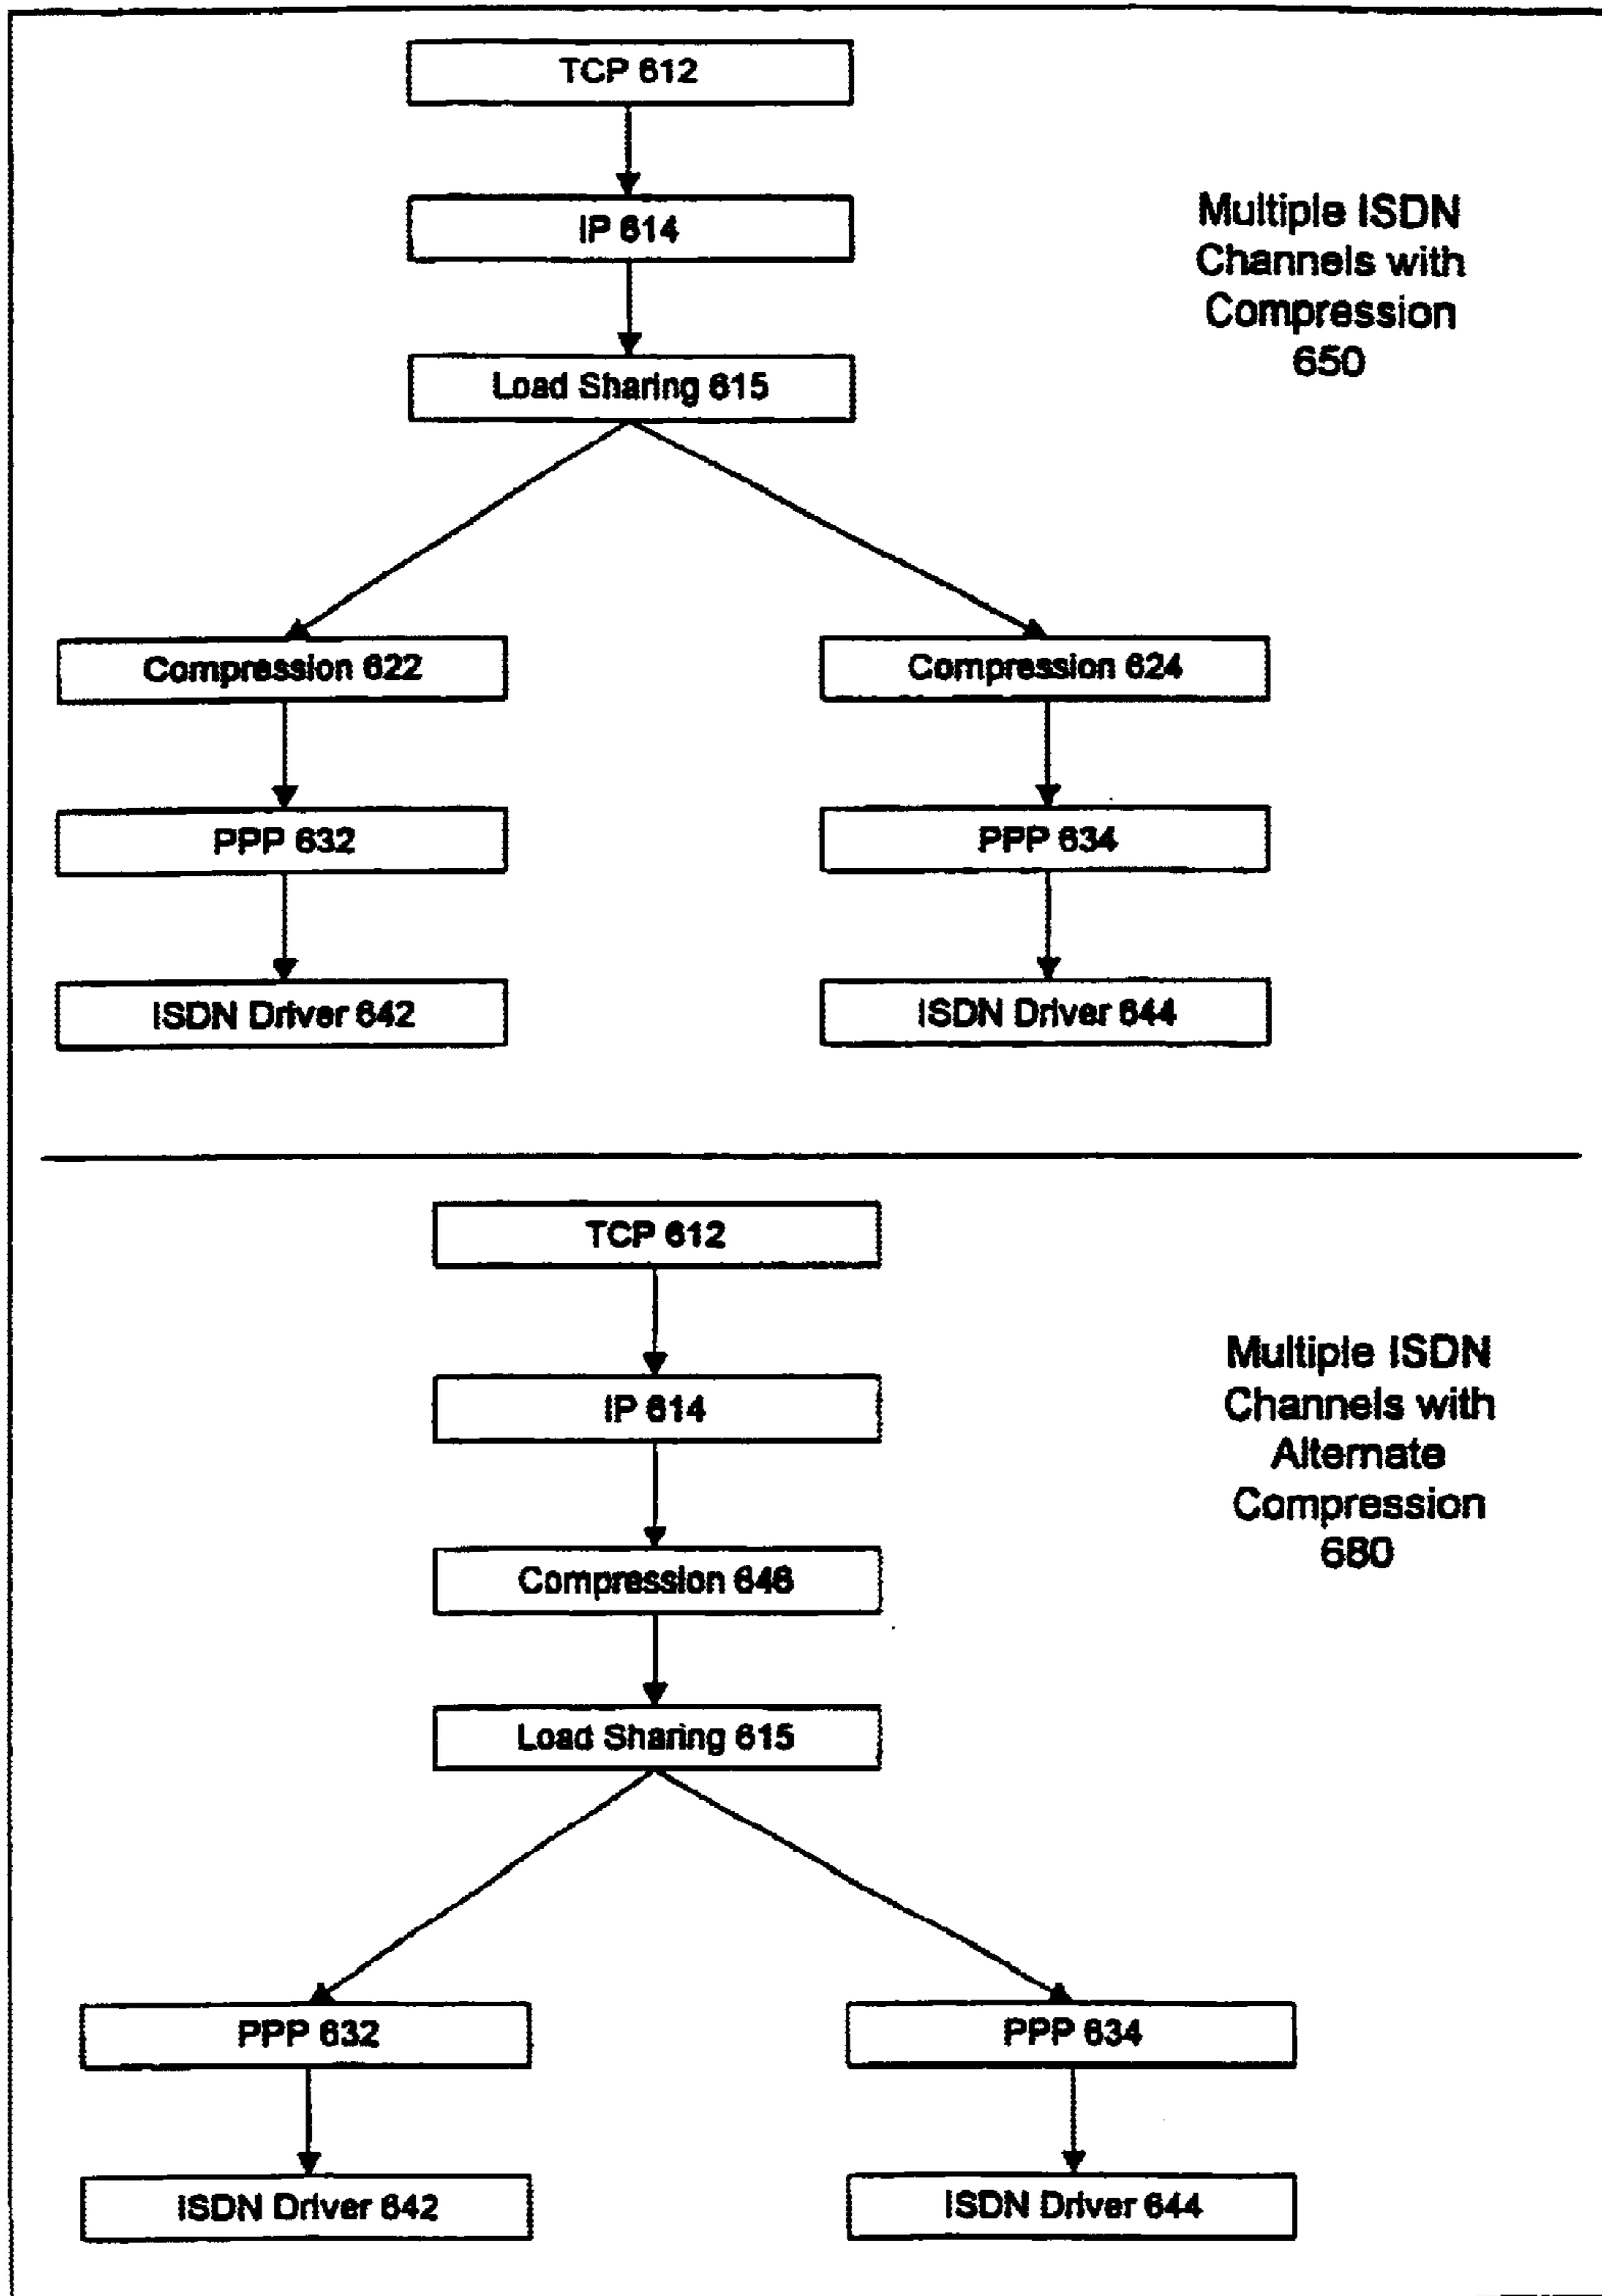 TCP 612
IP 614
Multiple ISDN
Channels with
Compression
650
Load Sharing 615
Compression 622
Compression 624
PPP 632
PPP 634
ISDN Driver 642
ISDN Driver 644
TCP 612
IP 614
Multiple ISDN
Channels with
Alternate
Compression
680
Compression 646
Load Sharing 615
PPP 632
PPP 634
ISDN Driver 642
ISDN Driver 644